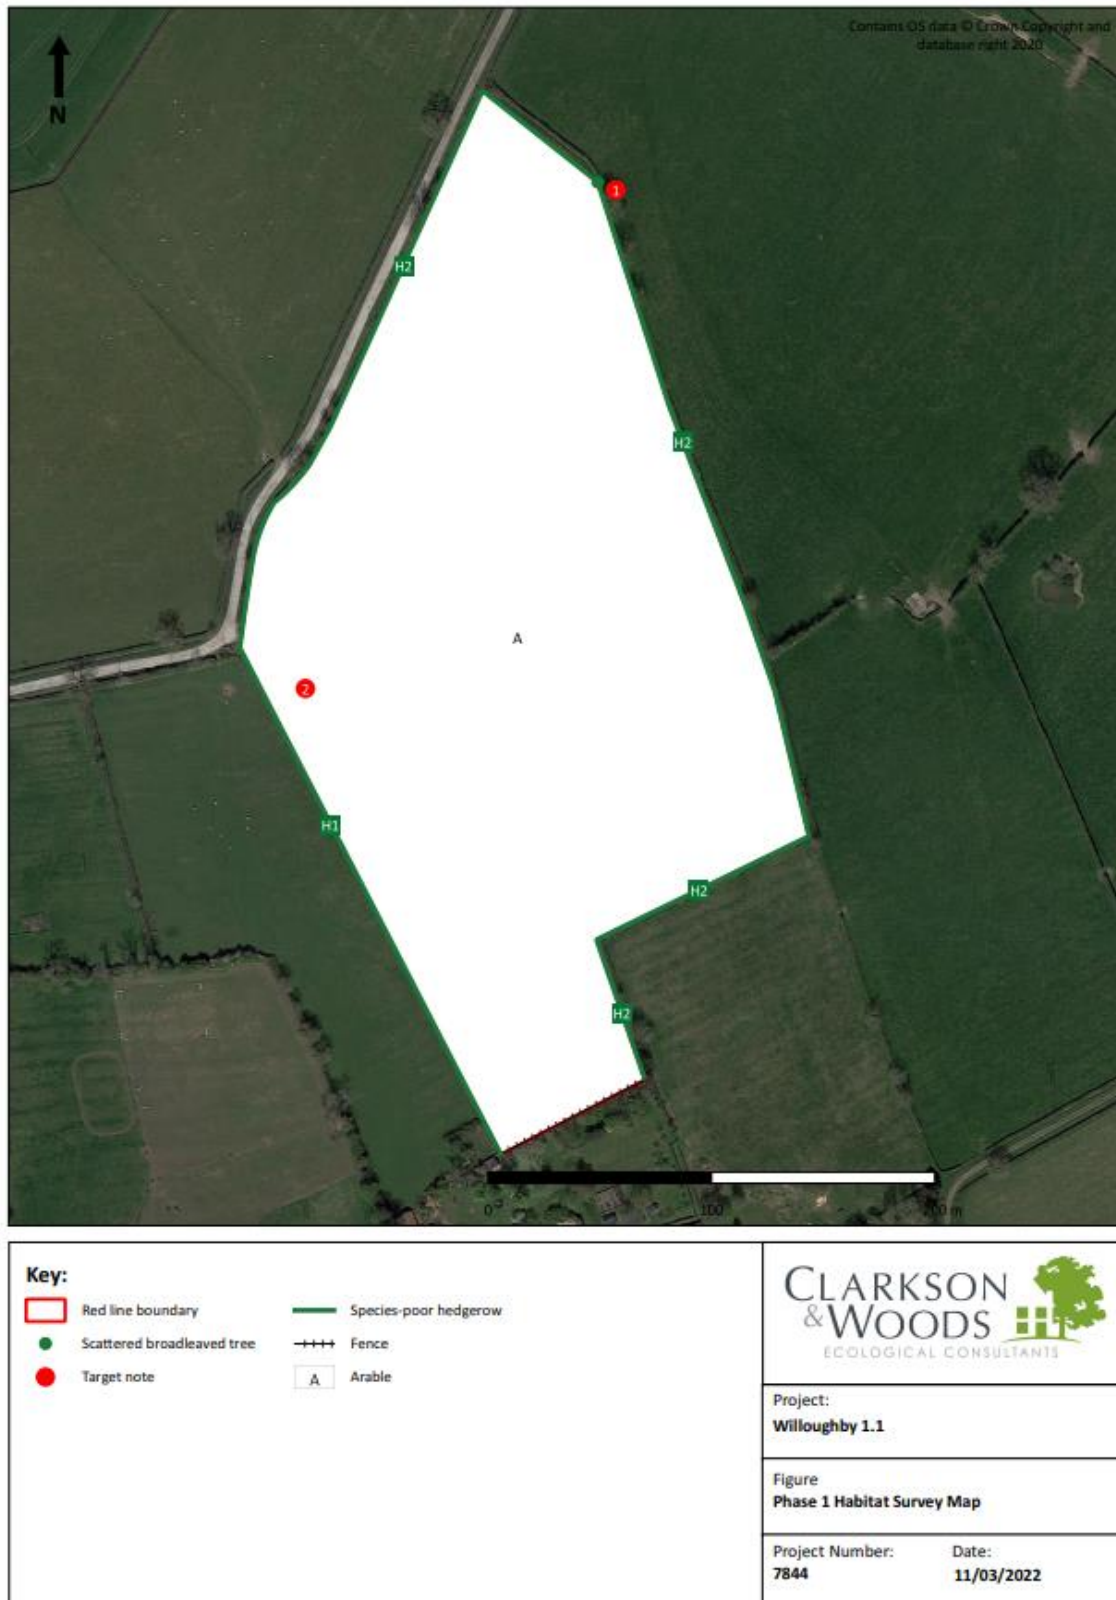 Contains OS data © Crown Copyright and
database right 2020
N
1
H2
H2
A
2
H1
H2
H2
0 100 200 m
Key:
Red line boundary
Species-poor hedgerow
Scattered broadleaved tree
Fence
Target note
A Arable
CLARKSON
& WOODS
ECOLOGICAL CONSULTANTS
Project:
Willoughby 1.1
Figure
Phase 1 Habitat Survey Map
Project Number:
7844
Date:
11/03/2022